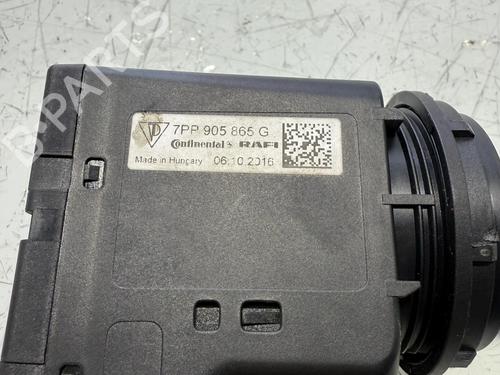 7PP 905 865 G
Continental RAFI
Made in Hungary 06.10.2016
B-PARTS